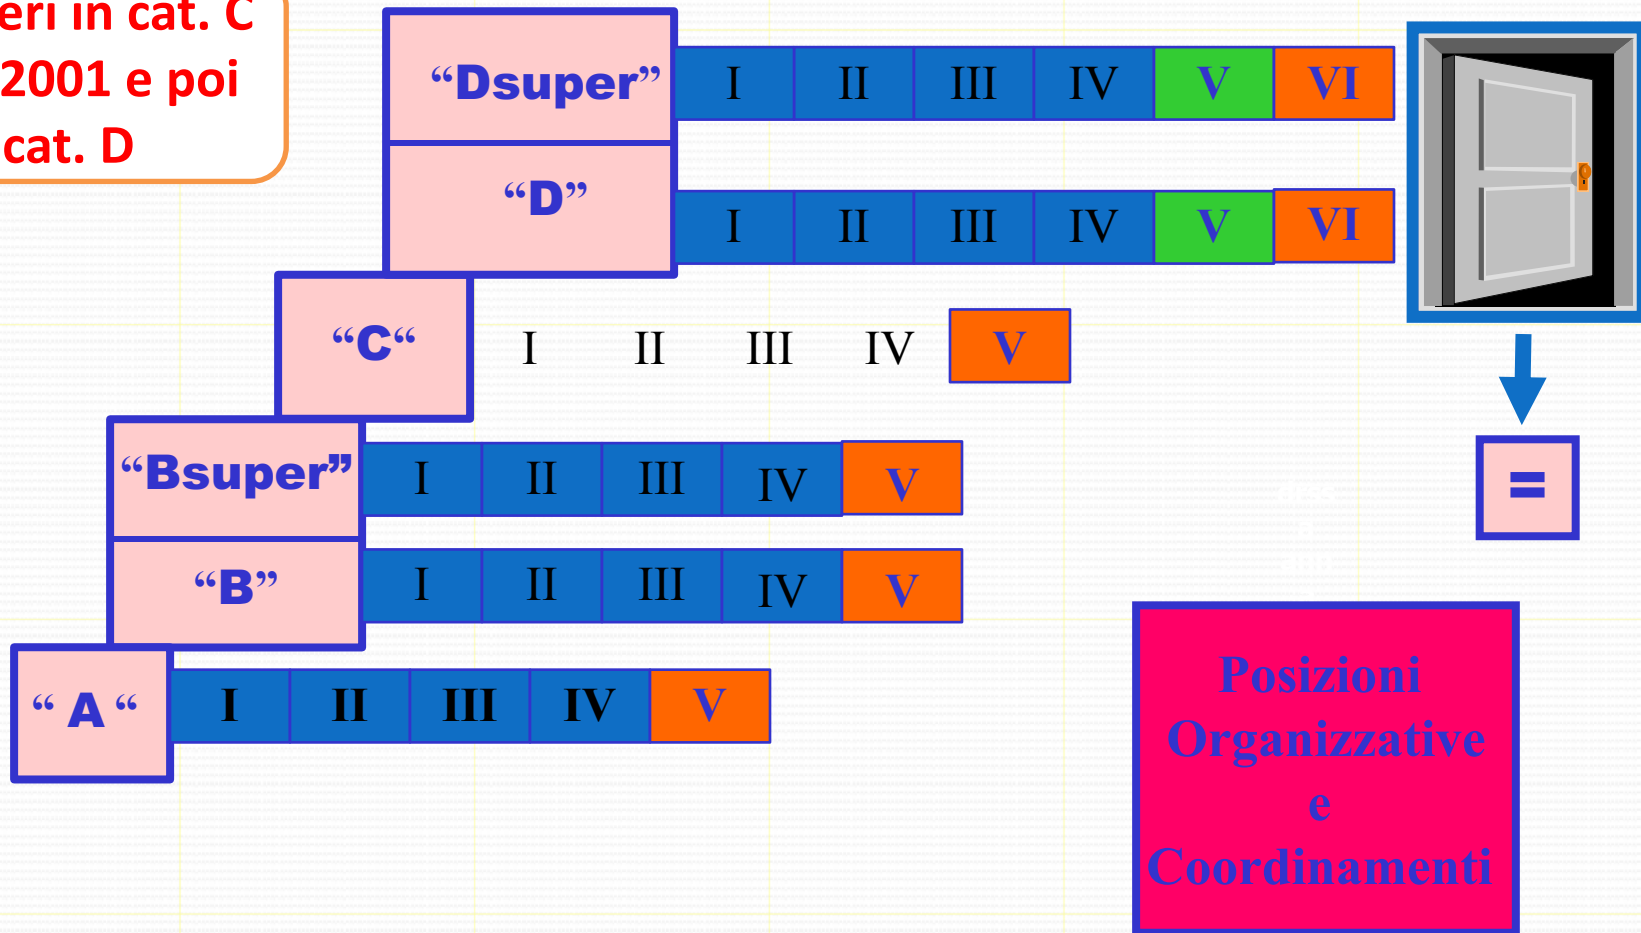 eri in cat. C
2001 e poi
cat. D
“Dsuper” I II III IV V VI
“D” I II III IV V VI
“C“ I II III IV V
“Bsuper” I II III IV V
“B” I II III IV V
“ A “ I II III IV V
=
Posizioni
Organizzative
e
Coordinamenti